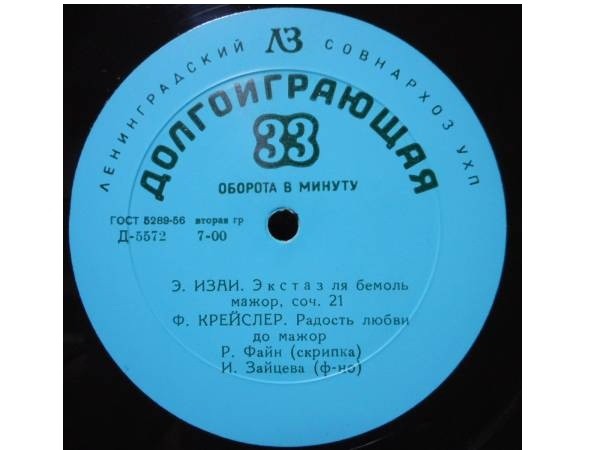 ЛЕНИНГРАДСКИЙ ЛЗ СОВНАРХОЗ УХП
ДОЛГОИГРАЮЩАЯ
33
ОБОРОТА В МИНУТУ
ГОСТ 5289-56 вторая гр
Д-5572 7-00
Э. ИЗАИ. Экстаз ля бемоль
мажор, соч. 21
Ф. КРЕЙСЛЕР. Радость любви
до мажор
Р. Файн (скрипка)
И. Зайцева (ф-но)